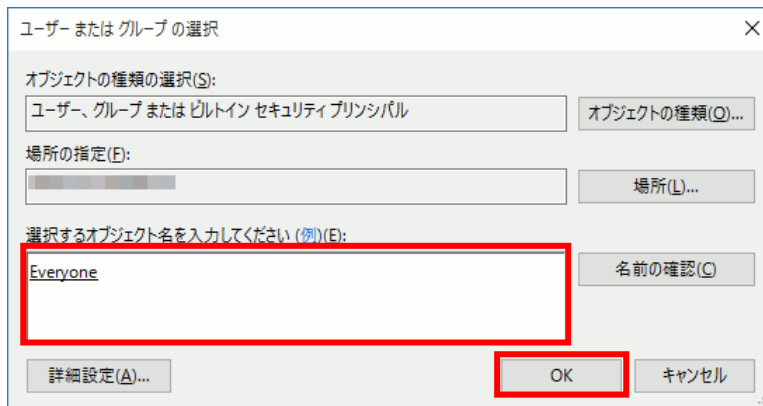 ユーザー または グループ の選択
オブジェクトの種類の選択(S):
ユーザー、グループ または ビルトイン セキュリティ プリンシパル
オブジェクトの種類(O)...
場所の指定(F):
場所(L)...
選択するオブジェクト名を入力してください (例)(E):
Everyone
名前の確認(C)
詳細設定(A)...
OK
キャンセル